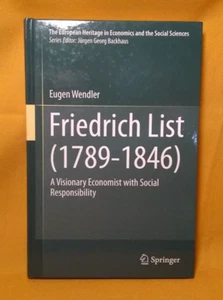 The European Heritage in Economics and the Social Sciences
Series Editor: Jürgen Georg Backhaus
Eugen Wendler
Friedrich List
(1789-1846)
A Visionary Economist with Social
Responsibility
Springer